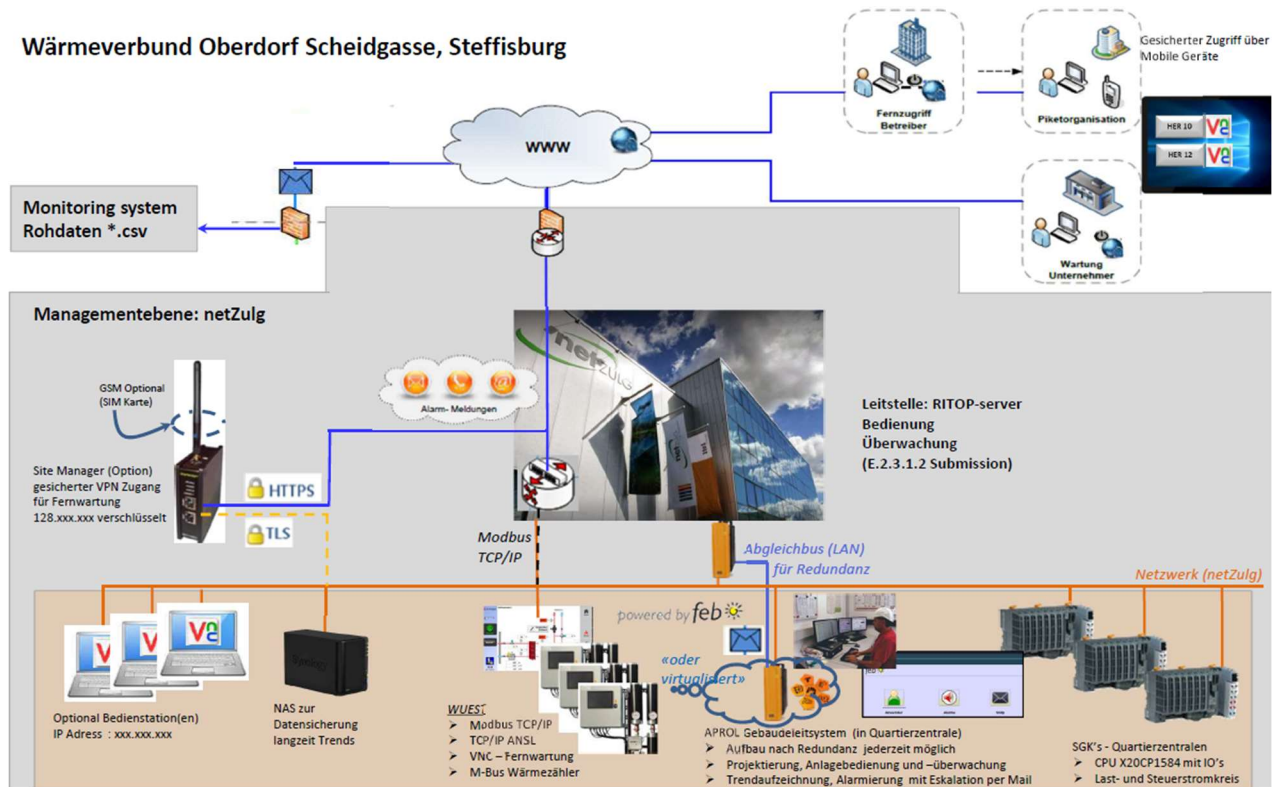 Wärmeverbund Oberdorf Scheidgasse, Steffisburg
Gesicherter Zugriff über
Mobile Geräte
Fernzugriff
Betreiber
Piketorganisation
HER 10
HER 12
WWW
Monitoring system
Rohdaten *.csv
Wartung
Unternehmer
Managementebene: netZulg
netzulg
GSM Optional
(SIM Karte)
Alarm- Meldungen
Leitstelle: RITOP-server
Bedienung
Überwachung
(E.2.3.1.2 Submission)
Site Manager (Option)
gesicherter VPN Zugang
für Fernwartung
128.xxx.xxx verschlüsselt
HTTPS
TLS
Modbus
TCP/IP
Abgleichbus (LAN)
für Redundanz
Netzwerk (netZulg)
powered by feb
«oder
virtualisiert»
Optional Bedienstation(en)
IP Adress : xxx.xxx.xxx
NAS zur
Datensicherung
langzeit Trends
WUEST
➢ Modbus TCP/IP
➢ TCP/IP ANSL
➢ VNC – Fernwartung
➢ M-Bus Wärmezähler
APROL Gebäudeleitsystem (in Quartierzentrale)
➢ Aufbau nach Redundanz jederzeit möglich
➢ Projektierung, Anlagebedienung und –überwachung
➢ Trendaufzeichnung, Alarmierung mit Eskalation per Mail
SGK's - Quartierzentralen
➢ CPU X20CP1584 mit IO's
➢ Last- und Steuerstromkreis